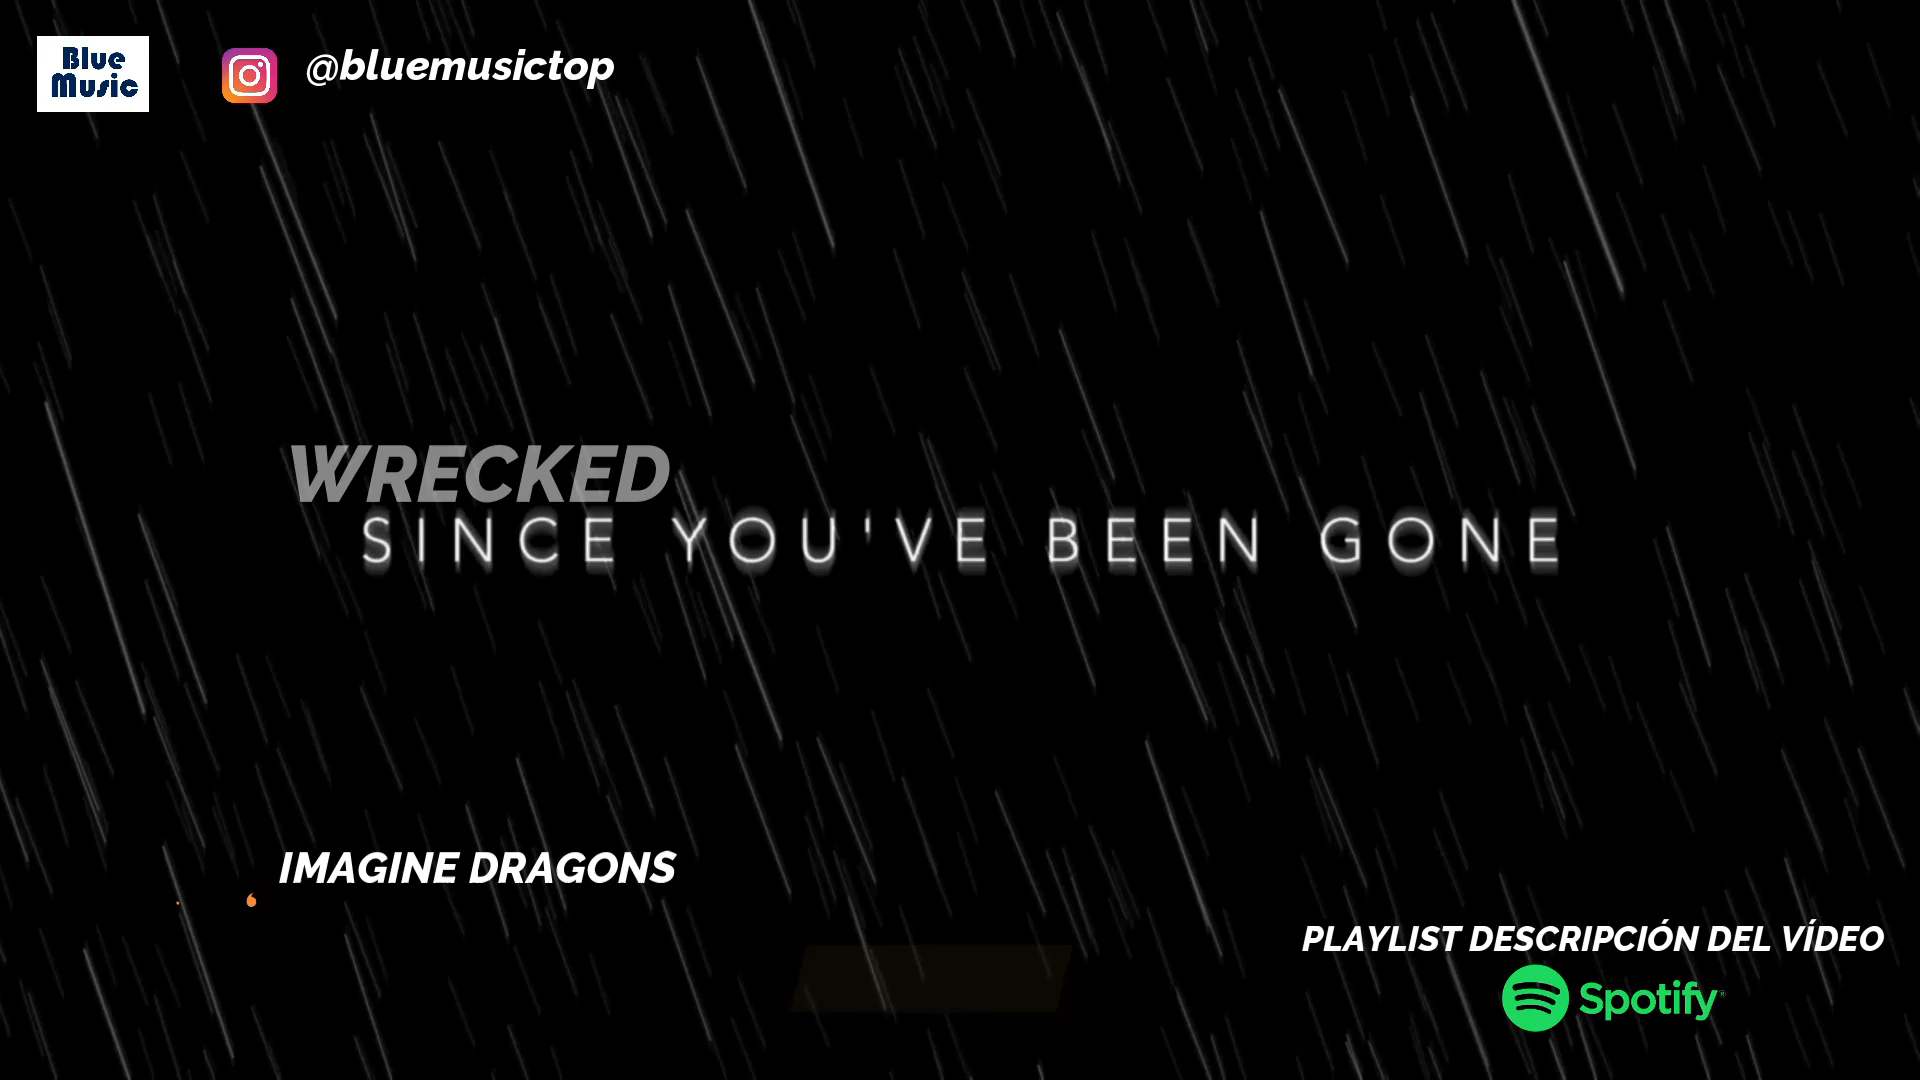 Blue
Music
@bluemusictop
WRECKED
SINCE YOU'VE BEEN GONE
IMAGINE DRAGONS
PLAYLIST DESCRIPCIÓN DEL VÍDEO
Spotify